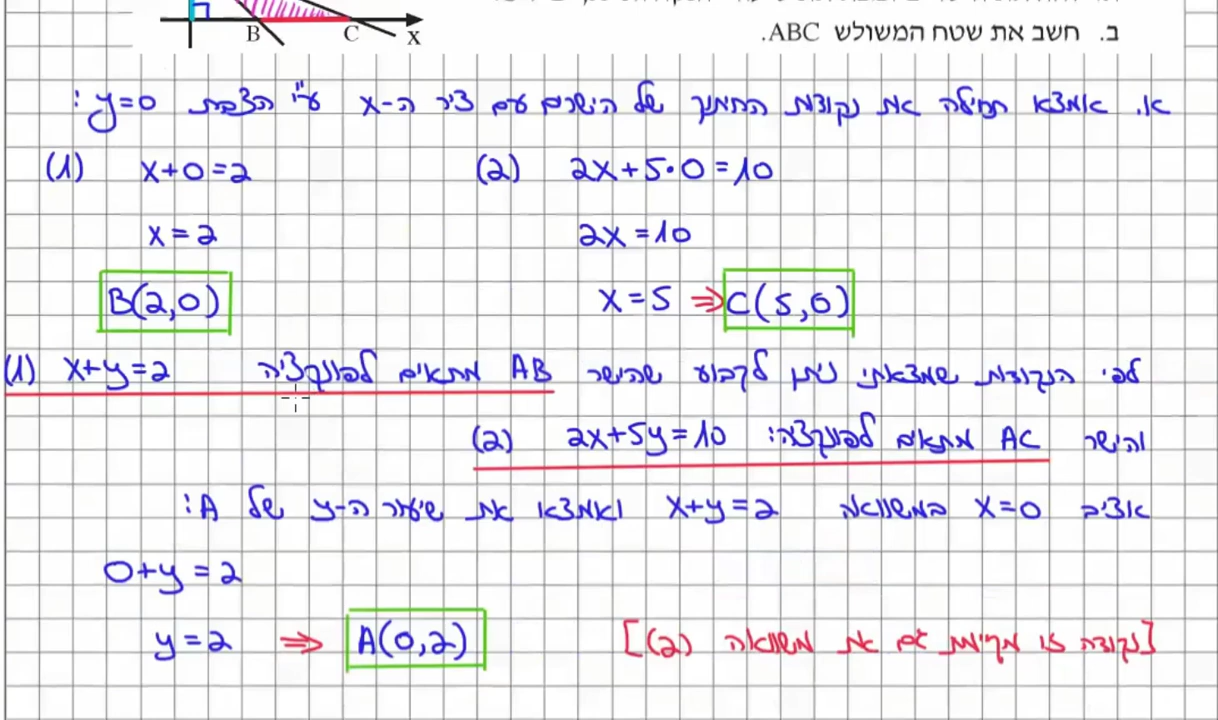 B C X
ב. חשב את שטח המשולש ABC.
א. אמצא תחילה את נקודות החיתוך של הישרים עם ציר ה-x ע"י הצבת y=0 :
(1) x+0=2 (2) 2x+5•0=10
x=2 2x=10
B(2,0) x=5 ⇒ C(5,0)
לפי הנקודות שמצאתי ניתן לקבוע שהישר AB מתאים לפונקציה (1) x+y=2
והישר AC מתאים לפונקציה: (2) 2x+5y=10
אציב x=0 במשוואה x+y=2 ואמצא את שיעור ה-y של A:
0+y=2
y=2 ⇒ A(0,2) [נקודה זו מקיימת גם את משוואה (2)]